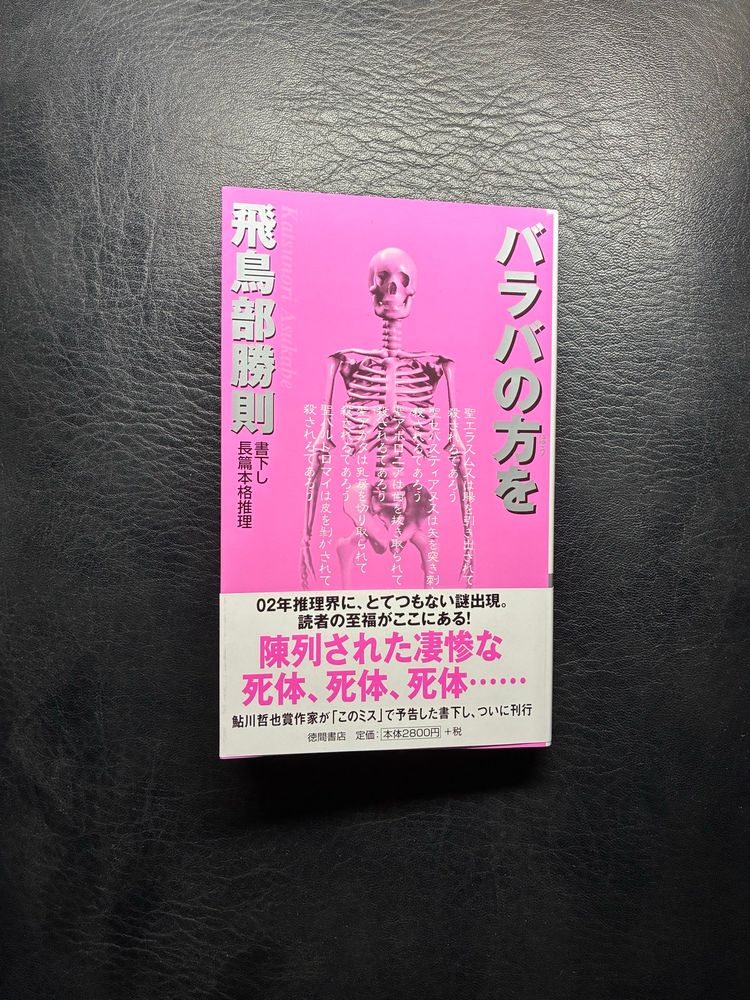 バラバの方を
ほう
聖エラスムスは腸を引き出されて
殺されるであろう
聖セバスティアヌスは矢を突き刺
殺されるであろう
聖アポロニアは歯を抜き取られて
殺されるであろう
聖アガタは乳房を切り取られて
殺されるであろう
聖バルトロマイは皮を剝がされて
殺されるであろう
Katsunori Asukabe
飛鳥部勝則
書下し
長篇本格推理
02年推理界に、とてつもない謎出現。
読者の至福がここにある!
陳列された凄惨な
死体、死体、死体……
鮎川哲也賞作家が「このミス」で予告した書下し、ついに刊行
徳間書店 定価:本体2800円+税